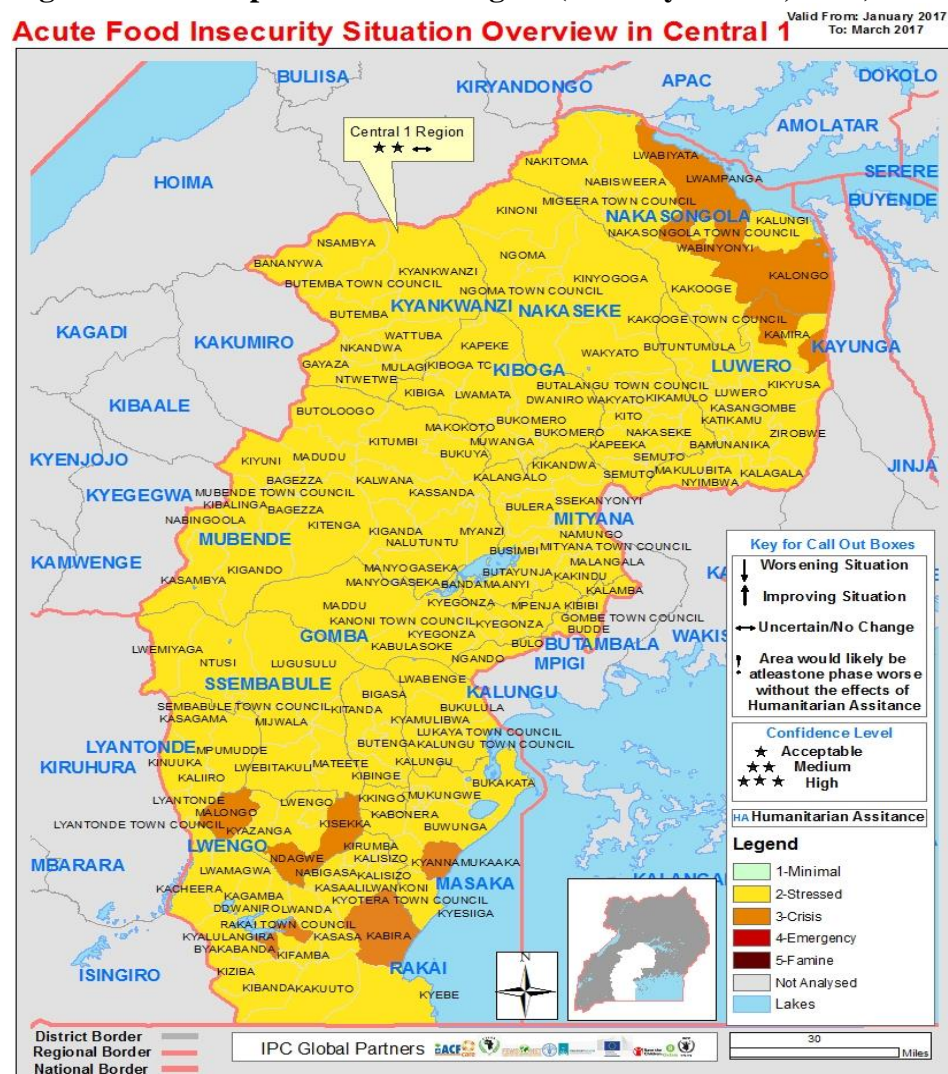 Acute Food Insecurity Situation Overview in Central 1
Valid From: January 2017
To: March 2017
BULIISA
KIRYANDONGO
APAC
DOKOLO
AMOLATAR
SERERE
BUYENDE
HOIMA
Central 1 Region
NAKITOMA
LWABIYATA
NABISWEERA
LWAMPANGA
MIGEERA TOWN COUNCIL
KINONI
NAKASONGOLA
KALUNGI
NAKASONGOLA TOWN COUNCIL
WABINYONYI
NSAMBYA
NGOMA
BANANYWA
KYANKWANZI
BUTEMBA TOWN COUNCIL
NGOMA TOWN COUNCIL
KINYOGOGA
KALONGO
KAKOOGE
KYANKWANZI
NAKASEKE
BUTEMBA
KAKOOGE TOWN COUNCIL
KAGADI
KAKUMIRO
WATTUBA
NKANDWA
KAPEKE
KAMIRA
KAYUNGA
WAKYATO
BUTUNTUMULA
GAYAZA
MULAGI
KIBOGA TC
KIBOGA
LUWERO
NTWETWE
BUTALANGU TOWN COUNCIL
KIKYUSA
KIBAALE
KIBIGA
LWAMATA
DWANIRO
WAKYATO
KIKAMULO
LUWERO
KASANGOMBE
BUTOLOOGO
MAKOKOTO
BUKOMERO
KITO
KATIKAMU
BUKOMERO
NAKASEKE
ZIROBWE
KITUMBI
MUWANGA
KAPEEKA
BAMUNANIKA
KYENJOJO
KIYUNI
MADUDU
BUKUYA
SEMUTO
KIKANDWA
JINJA
BAGEZZA
KALWANA
KALANGALO
SEMUTO
MAKULUBITA
KALAGALA
NYIMBWA
KYEGEGWA
MUBENDE TOWN COUNCIL
KASSANDA
KIBALINGA
BAGEZZA
SSEKANYONYI
NABINGOOLA
KITENGA
BULERA
MITYANA
MUBENDE
KIGANDA
MYANZI
NAMUNGO
NALUTUNTU
BUSIMBI
MITYANA TOWN COUNCIL
KAMWENGE
KIGANDO
MANYOGASEKA
BUTAYUNJA
MALANGALA
KASAMBYA
MANYOGASEKA
BANDA
MAANYI
KAKINDU
KALAMBA
MADDU
KYEGONZA
MPENJA
KIBIBI
KANONI TOWN COUNCIL
KYEGONZA
GOMBE TOWN COUNCIL
GOMBA
KYEGONZA
BUDDE
LWEMIYAGA
KABULASOKE
BULO
BUTAMBALA
WAKIS
NTUSI
LUGUSULU
NGANDO
MPIGI
SSEMBABULE
LWABENGE
KALUNGU
BIGASA
SEMBABULE TOWN COUNCIL
KITANDA
BUKULULA
KASAGAMA
MIJWALA
KYAMULIBWA
LUKAYA TOWN COUNCIL
LYANTONDE
MPUMUDDE
BUTENGA
KALUNGU TOWN COUNCIL
KIRUHURA
KINUUKA
LWEBITAKULI
MATEETE
KALUNGU
KALIIRO
KIBINGE
BUKAKATA
LYANTONDE
LWENGO
KKINGO
MUKUNGWE
MALONGO
KISEKKA
KABONERA
LYANTONDE TOWN COUNCIL
KYAZANGA
BUWUNGA
LWENGO
KIRUMBA
MBARARA
NDAGWE
KALISIZO
KYANNAMUKAAKA
LWAMAGWA
NABIGASA
KALISIZO
KACHEERA
KASAALI
LWANKONI
MASAKA
KALANGA
KAGAMBA
KYOTERA TOWN COUNCIL
DDWANIRO
LWANDA
KYESIIGA
RAKAI TOWN COUNCIL
KYALULANGIRA
KASASA
KABIRA
BYAKABANDA
KIFAMBA
ISINGIRO
KIZIBA
RAKAI
KIBANDA
KAKUUTO
KYEBE
Key for Call Out Boxes
Worsening Situation
Improving Situation
Uncertain/No Change
Area would likely be
atleastone phase worse
without the effects of
Humanitarian Assitance
Confidence Level
Acceptable
Medium
High
HA Humanitarian Assitance
Legend
1-Minimal
2-Stressed
3-Crisis
4-Emergency
5-Famine
Not Analysed
Lakes
N
District Border
Regional Border
National Border
IPC Global Partners
ACF
care
30
Miles